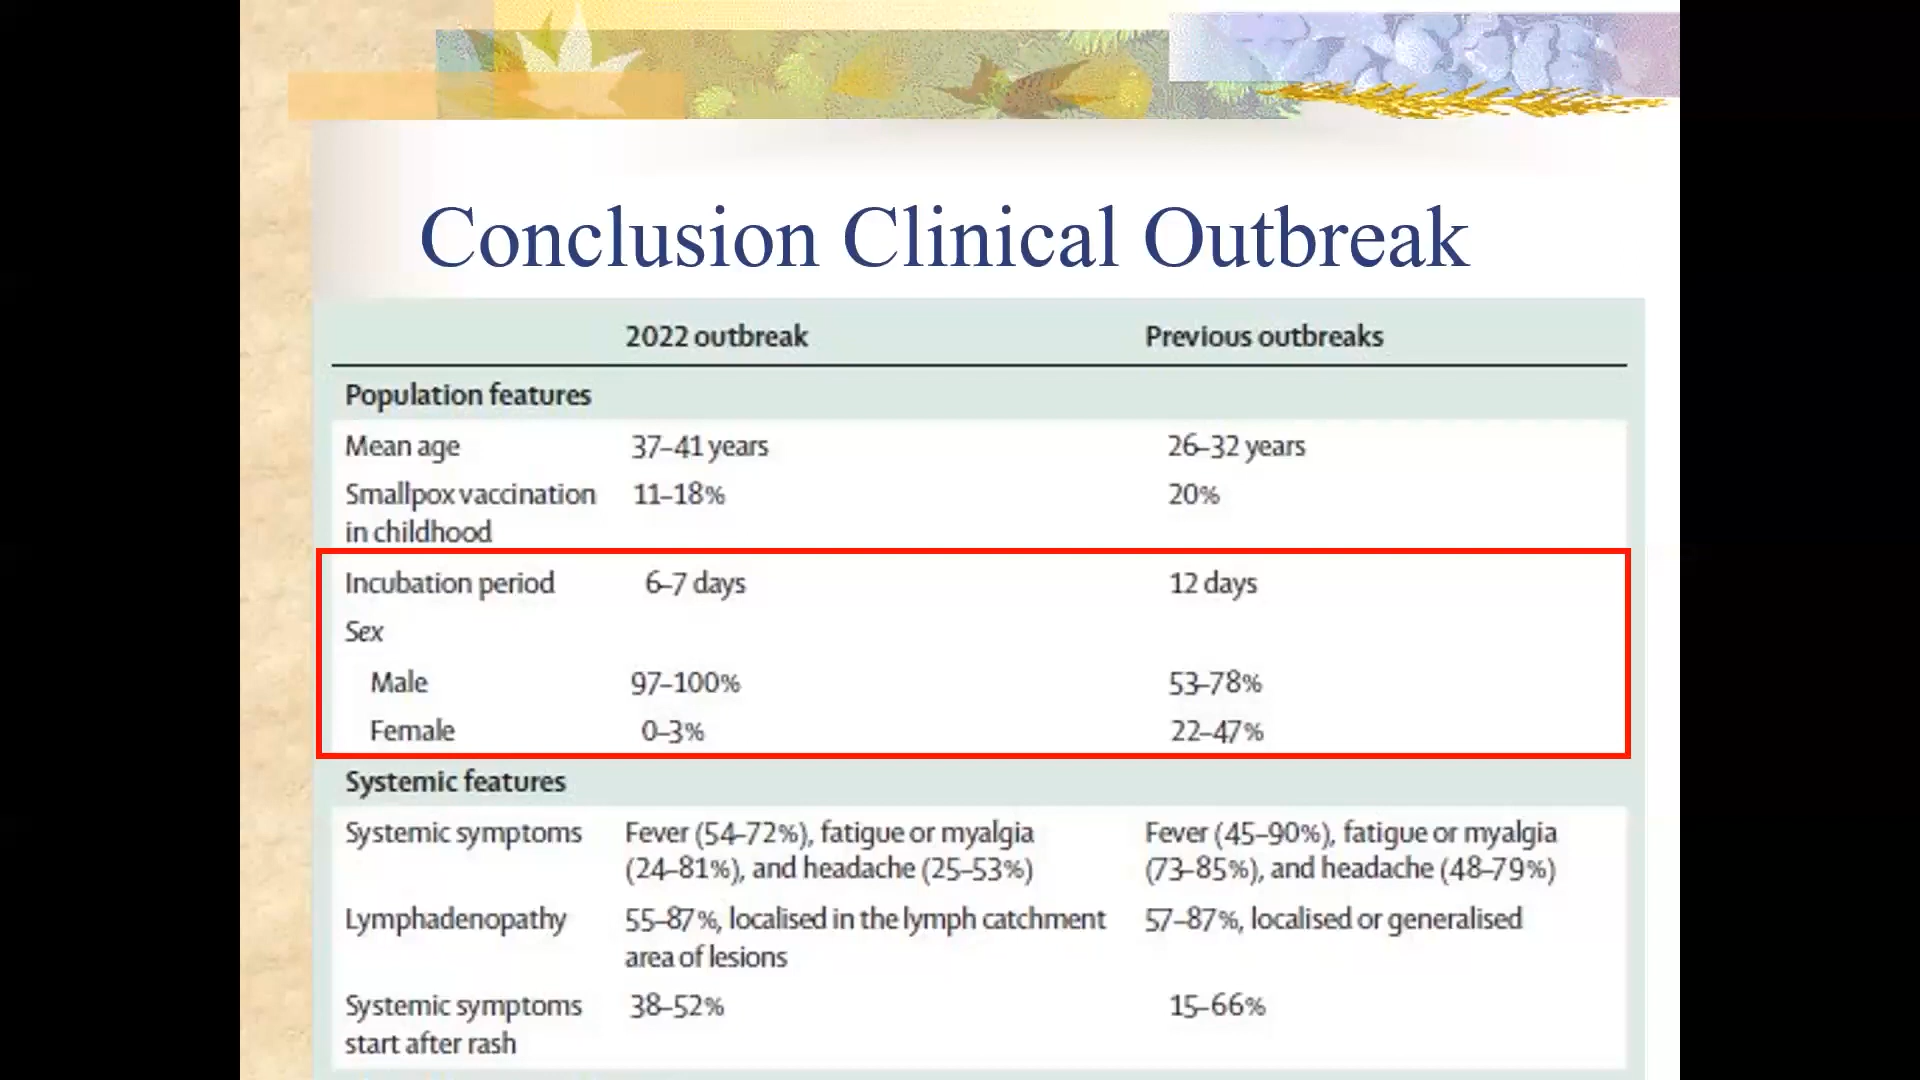 Conclusion Clinical Outbreak
2022 outbreak Previous outbreaks
Population features
Mean age 37–41 years 26–32 years
Smallpox vaccination 11–18% 20%
in childhood
Incubation period 6–7 days 12 days
Sex
Male 97–100% 53–78%
Female 0–3% 22–47%
Systemic features
Systemic symptoms Fever (54–72%), fatigue or myalgia Fever (45–90%), fatigue or myalgia
(24–81%), and headache (25–53%) (73–85%), and headache (48–79%)
Lymphadenopathy 55–87%, localised in the lymph catchment 57–87%, localised or generalised
area of lesions
Systemic symptoms 38–52% 15–66%
start after rash